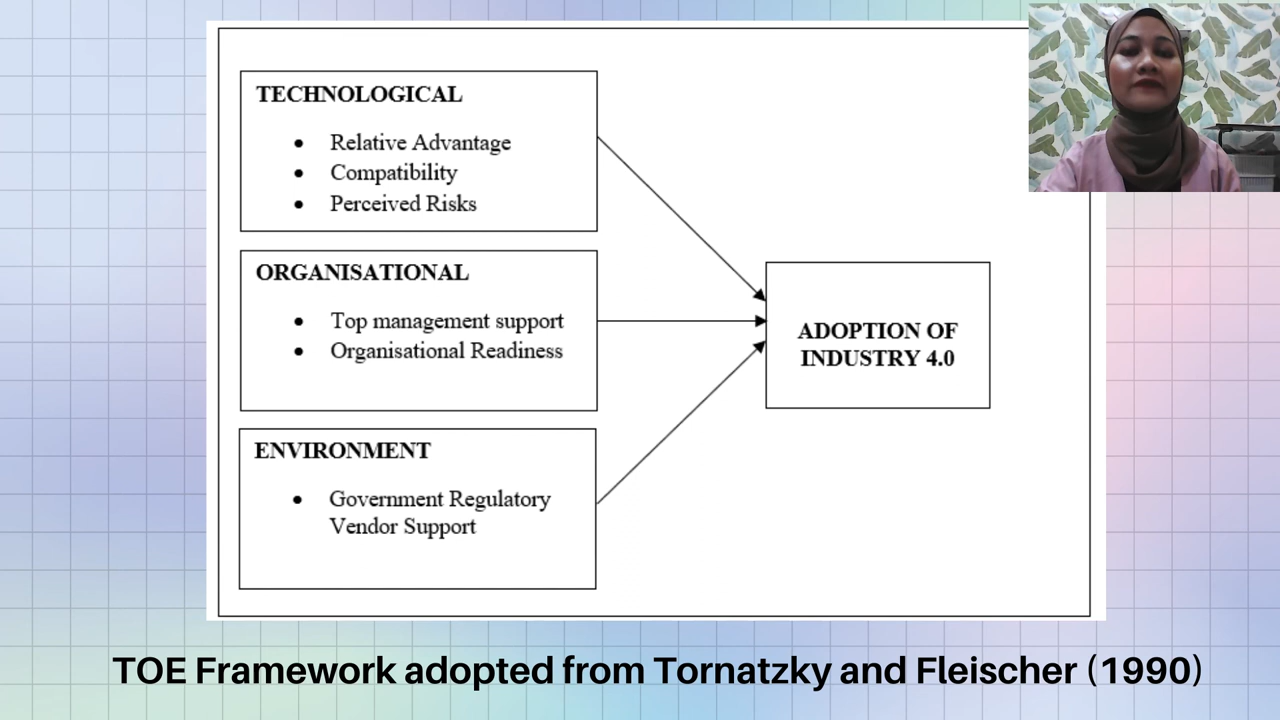 TECHNOLOGICAL
• Relative Advantage
• Compatibility
• Perceived Risks
ORGANISATIONAL
• Top management support
• Organisational Readiness
ENVIRONMENT
• Government Regulatory
Vendor Support
ADOPTION OF
INDUSTRY 4.0
TOE Framework adopted from Tornatzky and Fleischer (1990)